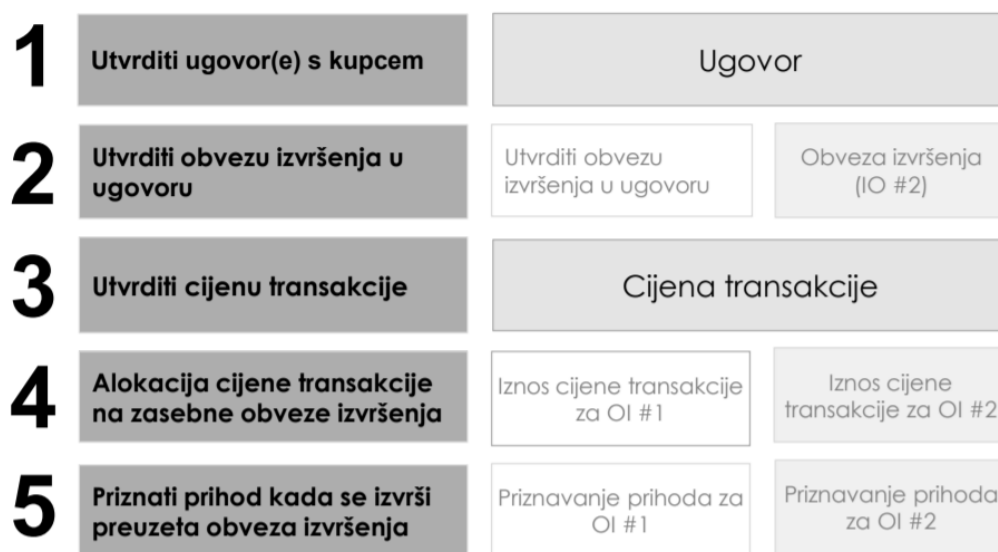 1
Utvrditi ugovor(e) s kupcem
Ugovor
2
Utvrditi obvezu izvršenja u
ugovoru
Utvrditi obvezu
izvršenja u ugovoru
Obveza izvršenja
(IO #2)
3
Utvrditi cijenu transakcije
Cijena transakcije
4
Alokacija cijene transakcije
na zasebne obveze izvršenja
Iznos cijene transakcije
za OI #1
Iznos cijene
transakcije za OI #2
5
Priznati prihod kada se izvrši
preuzeta obveza izvršenja
Priznavanje prihoda za
OI #1
Priznavanje prihoda
za OI #2